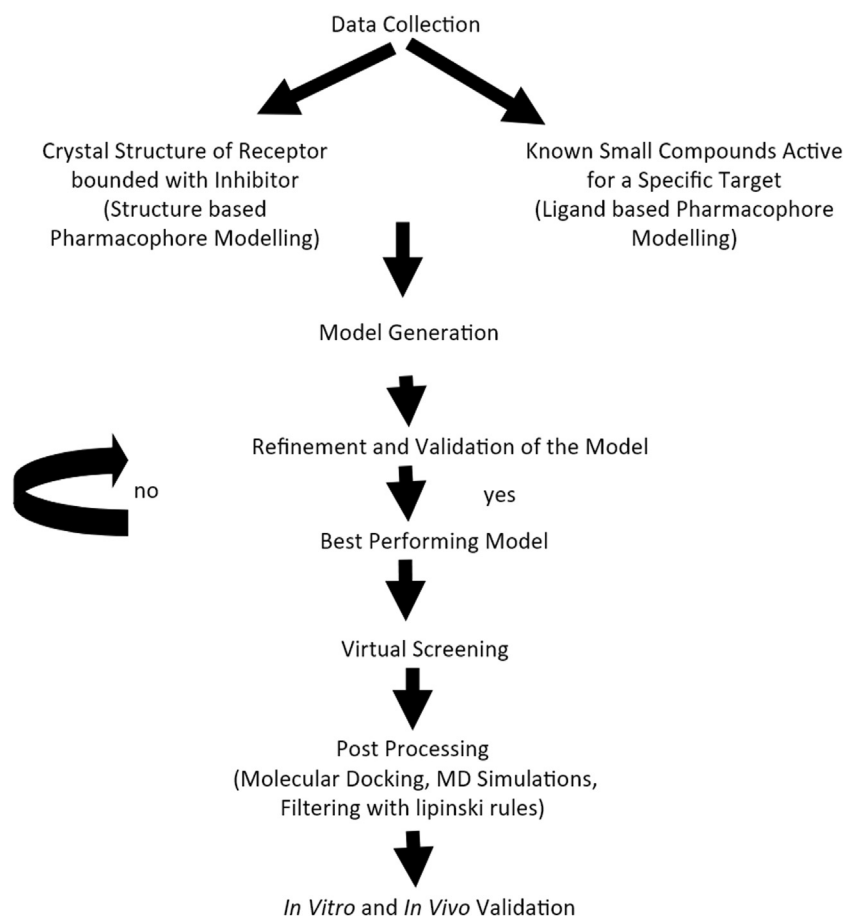 Data Collection
Crystal Structure of Receptor
bounded with Inhibitor
(Structure based
Pharmacophore Modelling)
Known Small Compounds Active
for a Specific Target
(Ligand based Pharmacophore
Modelling)
Model Generation
Refinement and Validation of the Model
no
yes
Best Performing Model
Virtual Screening
Post Processing
(Molecular Docking, MD Simulations,
Filtering with lipinski rules)
In Vitro and In Vivo Validation